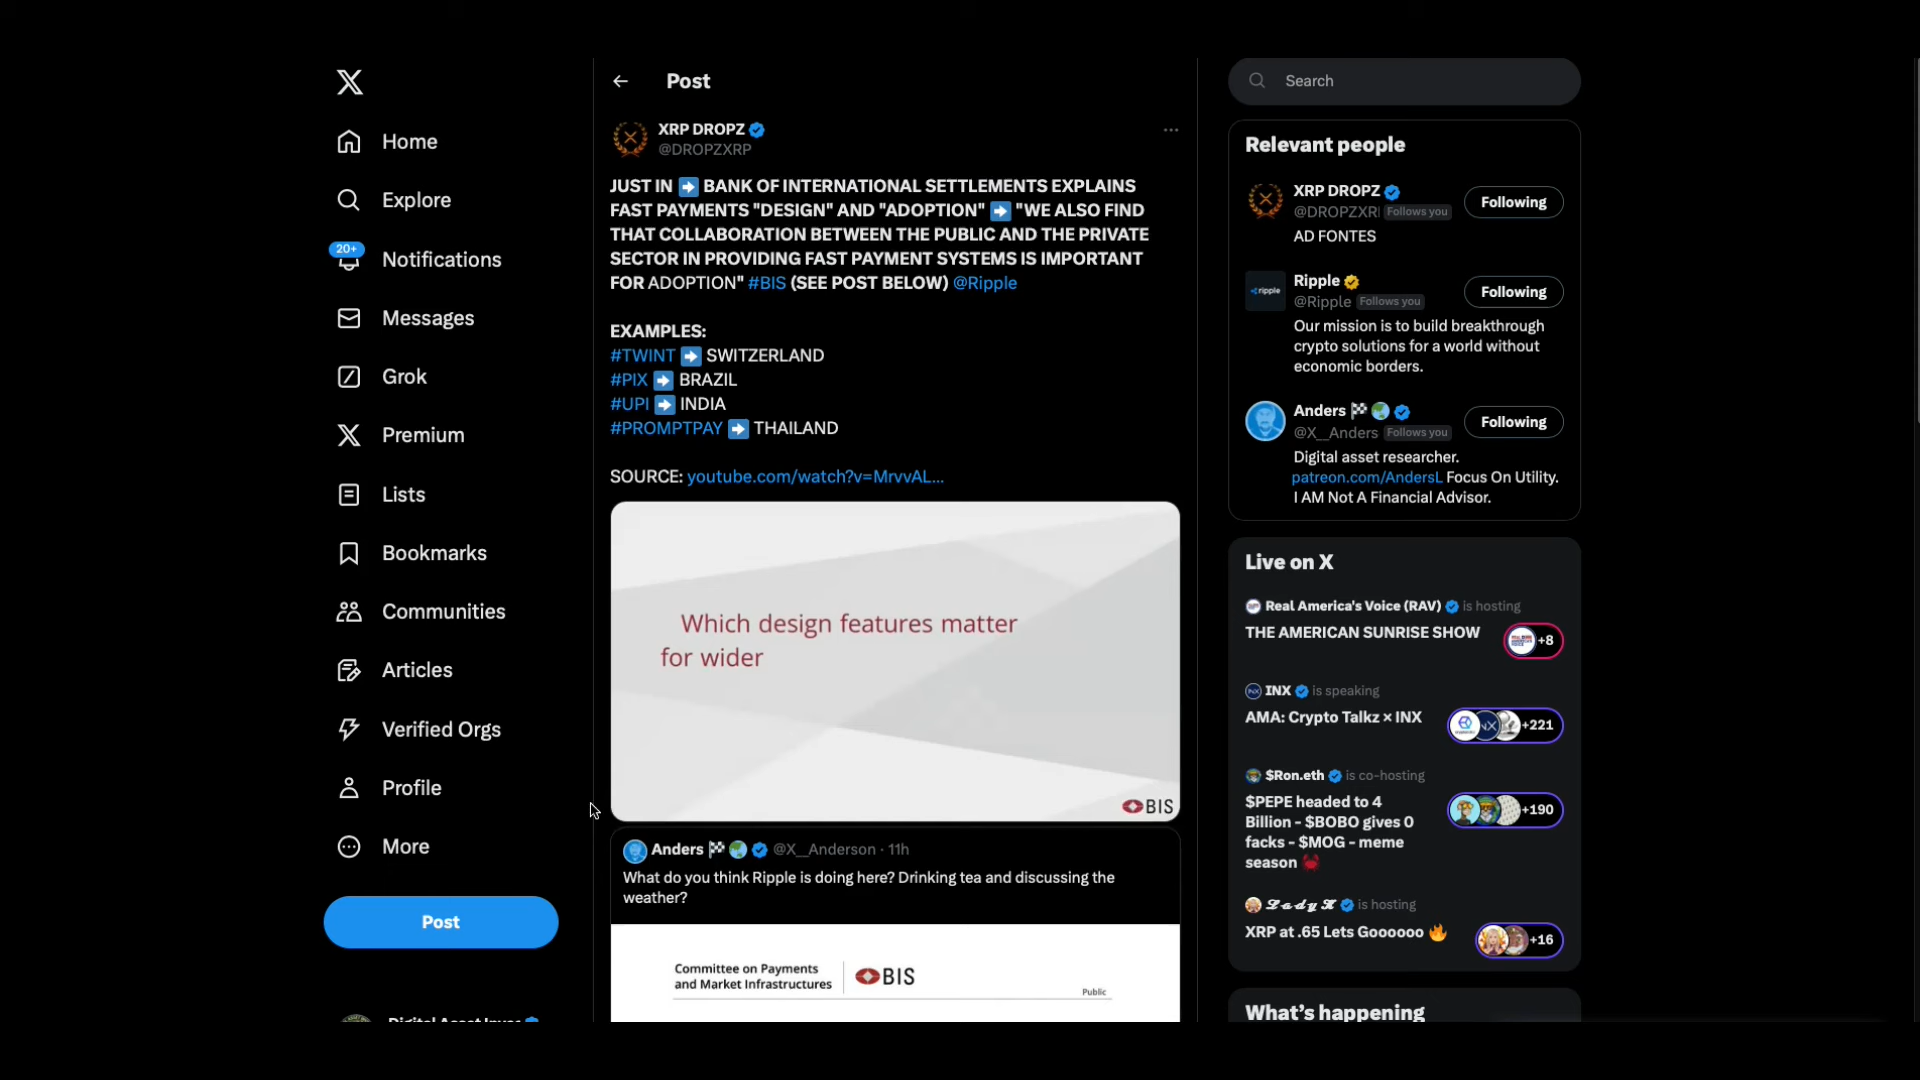 Home
Explore
20+
Notifications
Messages
Grok
Premium
Lists
Bookmarks
Communities
Articles
Verified Orgs
Profile
More
Post
Post
XRP DROPZ
@DROPZXRP
JUST IN ➡️ BANK OF INTERNATIONAL SETTLEMENTS EXPLAINS
FAST PAYMENTS "DESIGN" AND "ADOPTION" ➡️ "WE ALSO FIND
THAT COLLABORATION BETWEEN THE PUBLIC AND THE PRIVATE
SECTOR IN PROVIDING FAST PAYMENT SYSTEMS IS IMPORTANT
FOR ADOPTION" #BIS (SEE POST BELOW) @Ripple
EXAMPLES:
#TWINT ➡️ SWITZERLAND
#PIX ➡️ BRAZIL
#UPI ➡️ INDIA
#PROMPTPAY ➡️ THAILAND
SOURCE: youtube.com/watch?v=MrvvAL...
Which design features matter
for wider
BIS
Anders 🏁🌏 @X__Anderson · 11h
What do you think Ripple is doing here? Drinking tea and discussing the
weather?
Committee on Payments
and Market Infrastructures
BIS
Public
Search
Relevant people
XRP DROPZ
@DROPZXRI Follows you
Following
AD FONTES
ripple
Ripple
@Ripple Follows you
Following
Our mission is to build breakthrough
crypto solutions for a world without
economic borders.
Anders 🏁🌏
@X__Anders Follows you
Following
Digital asset researcher.
patreon.com/AndersL Focus On Utility.
I AM Not A Financial Advisor.
Live on X
Real America's Voice (RAV) is hosting
THE AMERICAN SUNRISE SHOW
+8
INX is speaking
AMA: Crypto Talkz × INX
+221
$Ron.eth is co-hosting
$PEPE headed to 4
Billion - $BOBO gives 0
facks - $MOG - meme
season 🦀
+190
𝓛𝓪𝓭𝔂 𝓧 is hosting
XRP at .65 Lets Goooooo 🔥
+16
What's happening